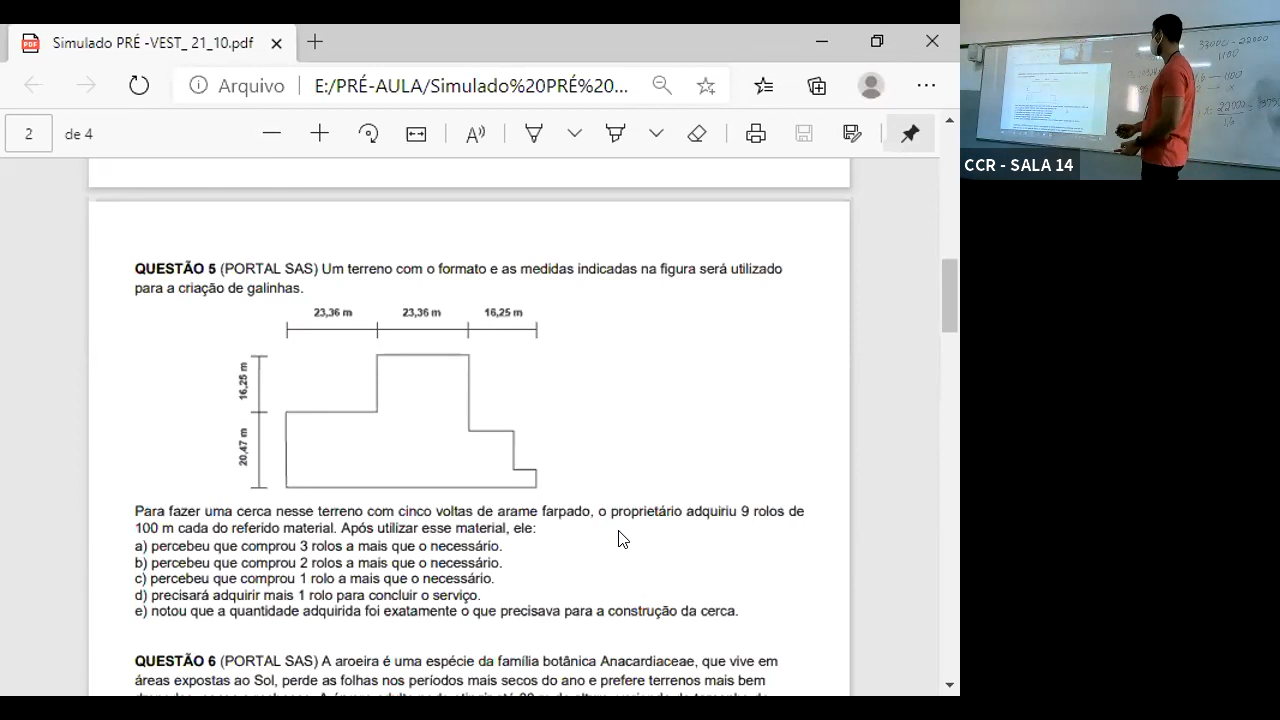 Simulado PRÉ -VEST_ 21_10.pdf
Arquivo
E:/PRÉ-AULA/Simulado%20PRÉ%20...
2 de 4
QUESTÃO 5 (PORTAL SAS) Um terreno com o formato e as medidas indicadas na figura será utilizado
para a criação de galinhas.
23,36 m 23,36 m 16,25 m
16,25 m
20,47 m
Para fazer uma cerca nesse terreno com cinco voltas de arame farpado, o proprietário adquiriu 9 rolos de
100 m cada do referido material. Após utilizar esse material, ele:
a) percebeu que comprou 3 rolos a mais que o necessário.
b) percebeu que comprou 2 rolos a mais que o necessário.
c) percebeu que comprou 1 rolo a mais que o necessário.
d) precisará adquirir mais 1 rolo para concluir o serviço.
e) notou que a quantidade adquirida foi exatamente o que precisava para a construção da cerca.
QUESTÃO 6 (PORTAL SAS) A aroeira é uma espécie da família botânica Anacardiaceae, que vive em
áreas expostas ao Sol, perde as folhas nos períodos mais secos do ano e prefere terrenos mais bem
CCR - SALA 14